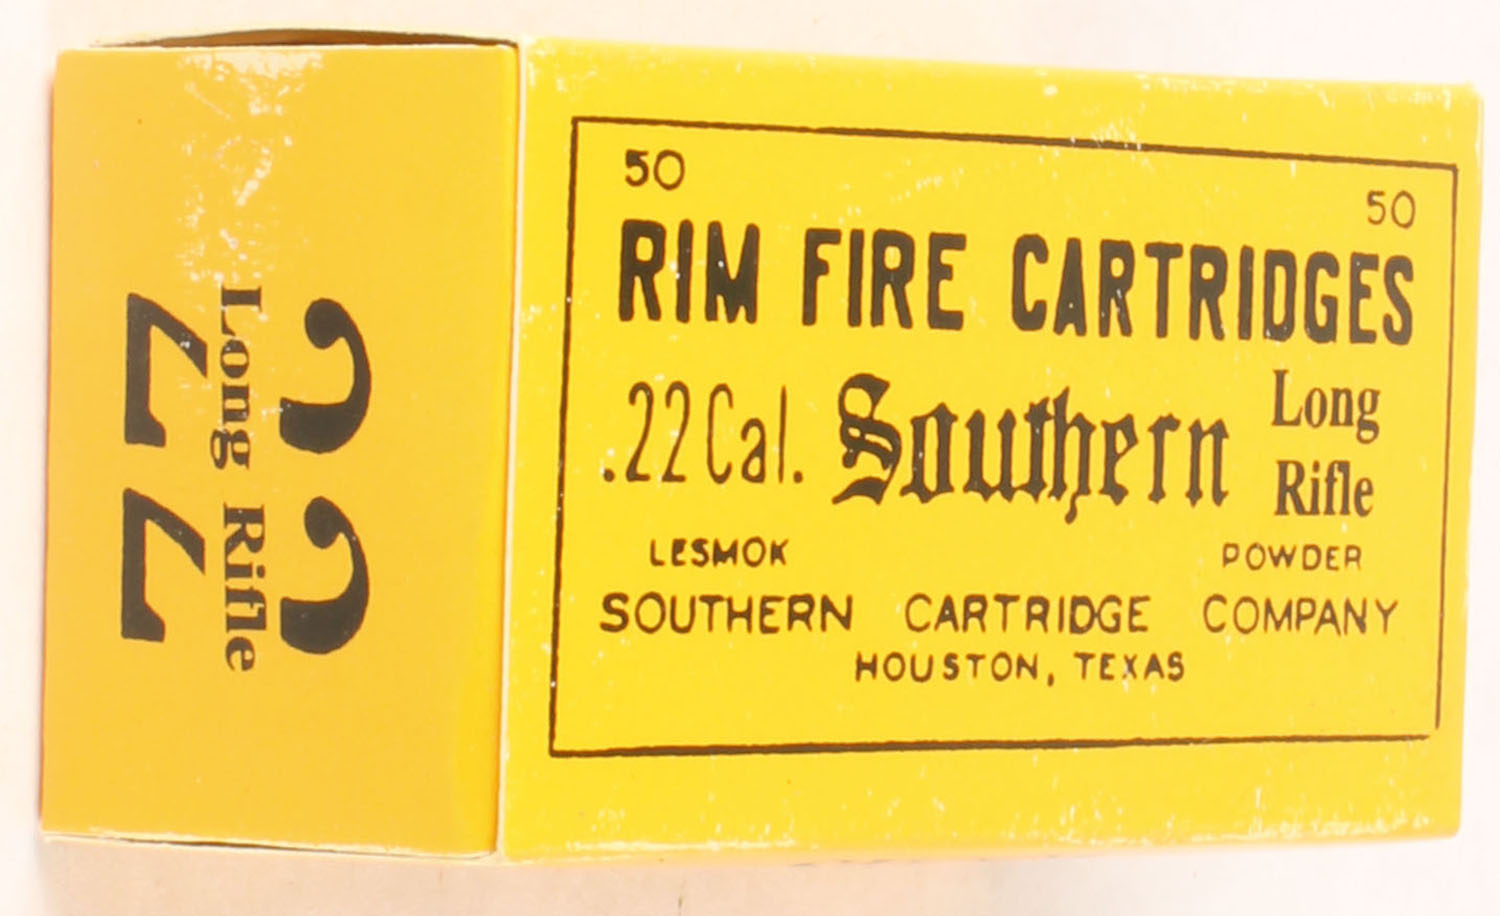 50 50
RIM FIRE CARTRIDGES
.22 Cal. Southern Long Rifle
LESMOK POWDER
SOUTHERN CARTRIDGE COMPANY
HOUSTON, TEXAS
22
Long Rifle
22